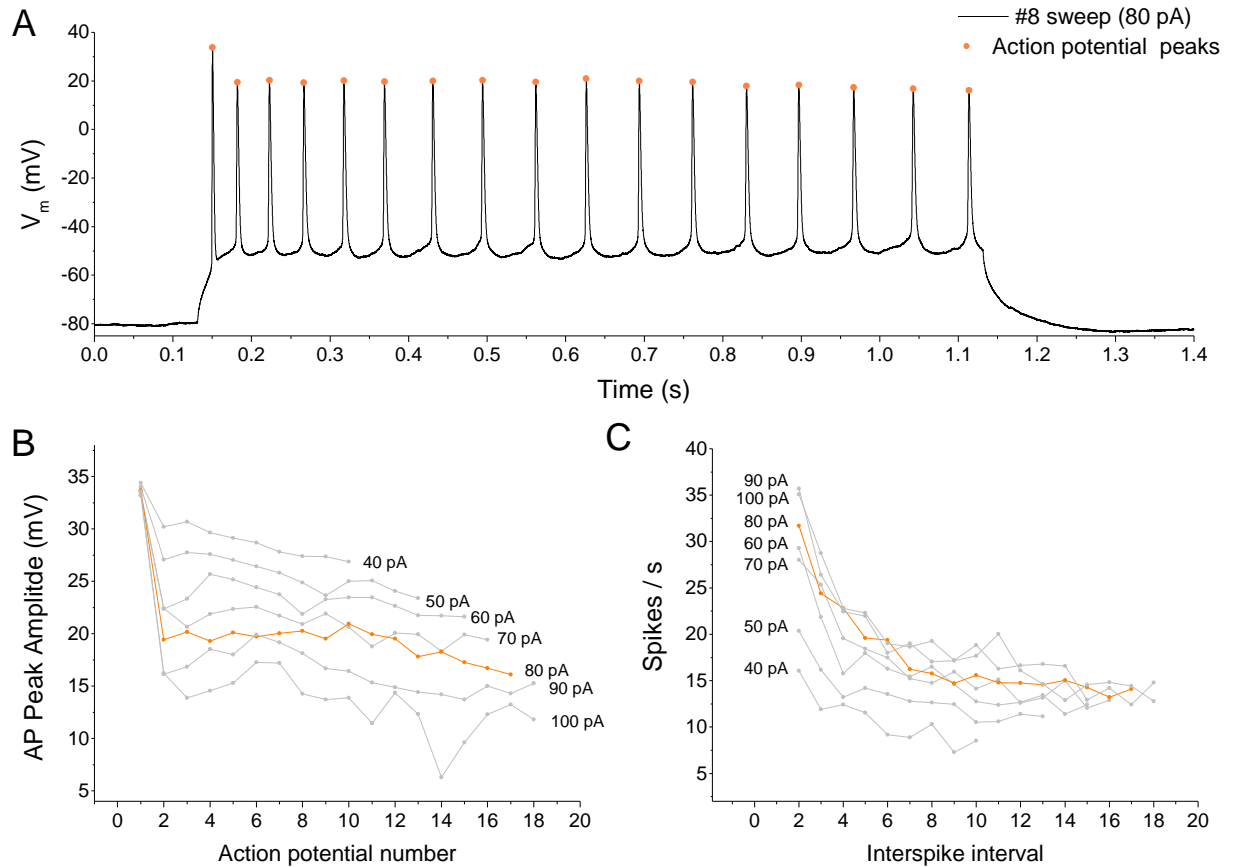 A
#8 sweep (80 pA)
Action potential peaks
40
20
0
-20
-40
-60
-80
V_m (mV)
0.0 0.1 0.2 0.3 0.4 0.5 0.6 0.7 0.8 0.9 1.0 1.1 1.2 1.3 1.4
Time (s)
B
35
30
25
20
15
10
5
AP Peak Amplitde (mV)
40 pA
50 pA
60 pA
70 pA
80 pA
90 pA
100 pA
0 2 4 6 8 10 12 14 16 18 20
Action potential number
C
40
35
30
25
20
15
10
5
Spikes / s
90 pA
100 pA
80 pA
60 pA
70 pA
50 pA
40 pA
0 2 4 6 8 10 12 14 16 18 20
Interspike interval